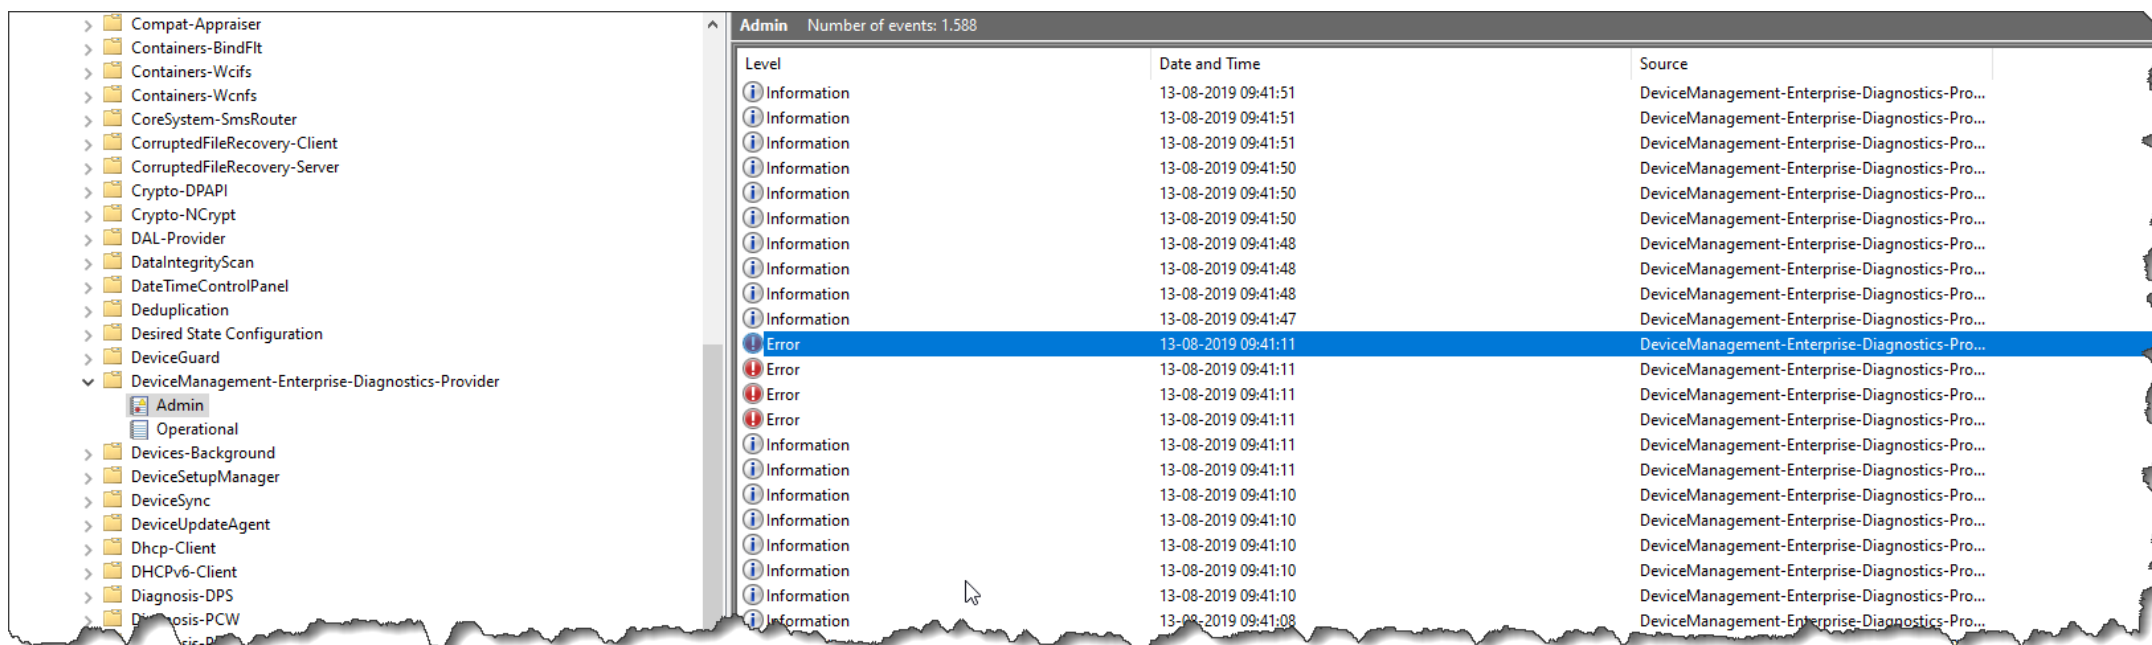 Compat-Appraiser
Containers-BindFlt
Containers-Wcifs
Containers-Wcnfs
CoreSystem-SmsRouter
CorruptedFileRecovery-Client
CorruptedFileRecovery-Server
Crypto-DPAPI
Crypto-NCrypt
DAL-Provider
DataIntegrityScan
DateTimeControlPanel
Deduplication
Desired State Configuration
DeviceGuard
DeviceManagement-Enterprise-Diagnostics-Provider
Admin
Operational
Devices-Background
DeviceSetupManager
DeviceSync
DeviceUpdateAgent
Dhcp-Client
DHCPv6-Client
Diagnosis-DPS
Diagnosis-PCW
Admin Number of events: 1.588
Level Date and Time Source
Information 13-08-2019 09:41:51 DeviceManagement-Enterprise-Diagnostics-Pro...
Information 13-08-2019 09:41:51 DeviceManagement-Enterprise-Diagnostics-Pro...
Information 13-08-2019 09:41:51 DeviceManagement-Enterprise-Diagnostics-Pro...
Information 13-08-2019 09:41:50 DeviceManagement-Enterprise-Diagnostics-Pro...
Information 13-08-2019 09:41:50 DeviceManagement-Enterprise-Diagnostics-Pro...
Information 13-08-2019 09:41:50 DeviceManagement-Enterprise-Diagnostics-Pro...
Information 13-08-2019 09:41:48 DeviceManagement-Enterprise-Diagnostics-Pro...
Information 13-08-2019 09:41:48 DeviceManagement-Enterprise-Diagnostics-Pro...
Information 13-08-2019 09:41:48 DeviceManagement-Enterprise-Diagnostics-Pro...
Information 13-08-2019 09:41:47 DeviceManagement-Enterprise-Diagnostics-Pro...
Error 13-08-2019 09:41:11 DeviceManagement-Enterprise-Diagnostics-Pro...
Error 13-08-2019 09:41:11 DeviceManagement-Enterprise-Diagnostics-Pro...
Error 13-08-2019 09:41:11 DeviceManagement-Enterprise-Diagnostics-Pro...
Error 13-08-2019 09:41:11 DeviceManagement-Enterprise-Diagnostics-Pro...
Information 13-08-2019 09:41:11 DeviceManagement-Enterprise-Diagnostics-Pro...
Information 13-08-2019 09:41:11 DeviceManagement-Enterprise-Diagnostics-Pro...
Information 13-08-2019 09:41:10 DeviceManagement-Enterprise-Diagnostics-Pro...
Information 13-08-2019 09:41:10 DeviceManagement-Enterprise-Diagnostics-Pro...
Information 13-08-2019 09:41:10 DeviceManagement-Enterprise-Diagnostics-Pro...
Information 13-08-2019 09:41:10 DeviceManagement-Enterprise-Diagnostics-Pro...
Information 13-08-2019 09:41:10 DeviceManagement-Enterprise-Diagnostics-Pro...
Information 13-08-2019 09:41:08 DeviceManagement-Enterprise-Diagnostics-Pro...